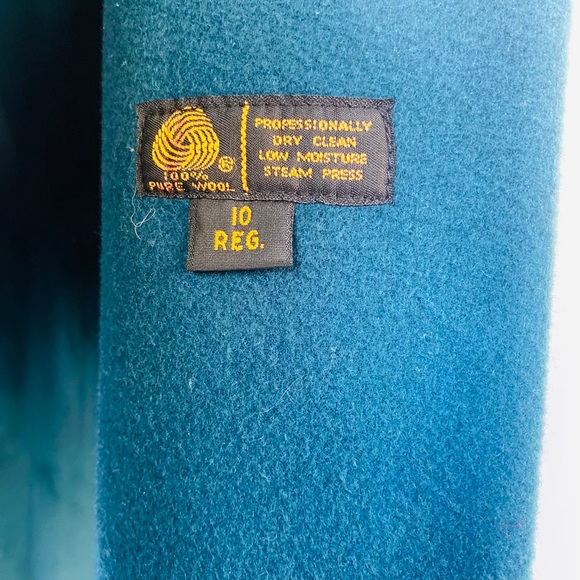 ®
100%
PURE WOOL
PROFESSIONALLY
DRY CLEAN
LOW MOISTURE
STEAM PRESS
10
REG.